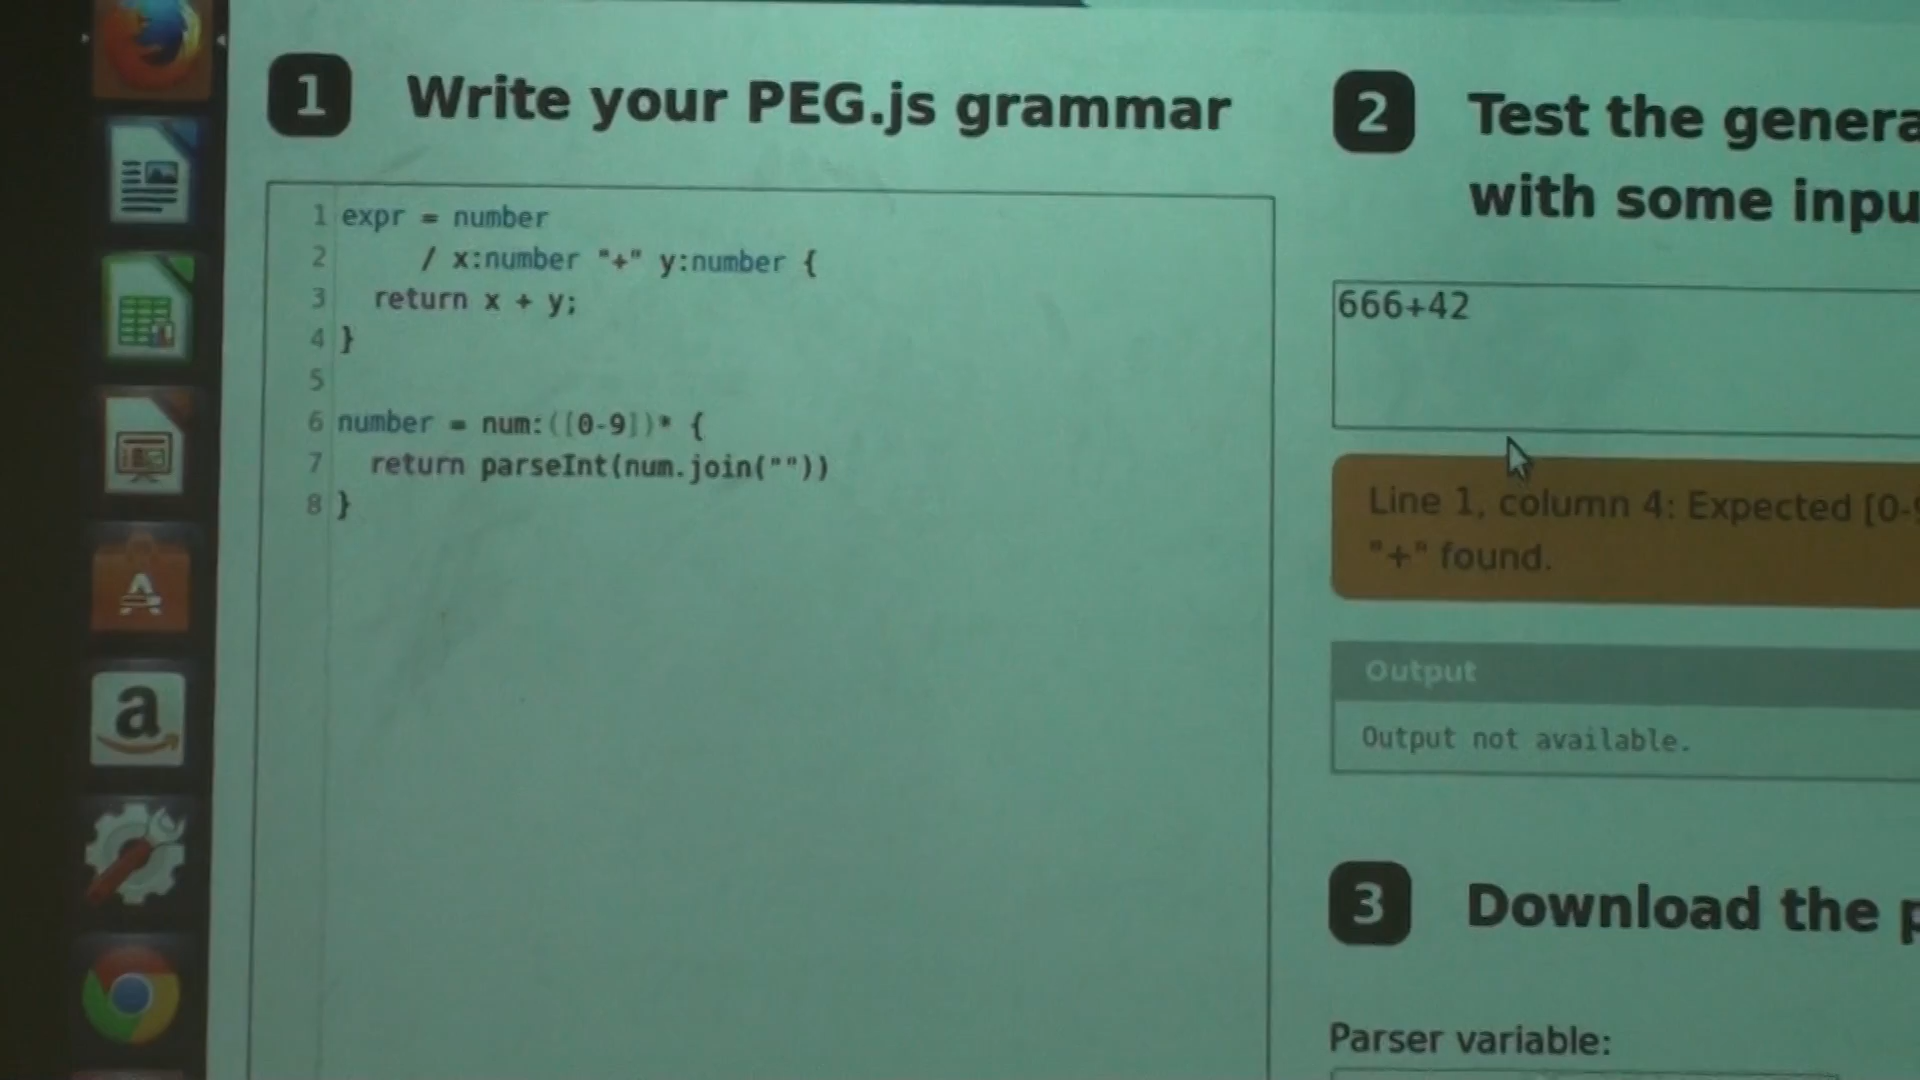 1 Write your PEG.js grammar
1 expr = number
2 / x:number "+" y:number {
3 return x + y;
4 }
5
6 number = num:([0-9])* {
7 return parseInt(num.join(""))
8 }
2 Test the genera
with some inpu
666+42
Line 1, column 4: Expected [0-9
"+" found.
Output
Output not available.
3 Download the p
Parser variable: